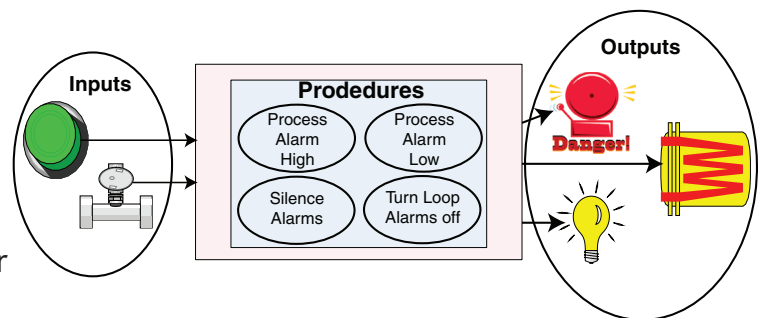 Inputs
Prodedures
Process
Alarm
High
Process
Alarm
Low
Silence
Alarms
Turn Loop
Alarms off
Outputs
Danger!
r